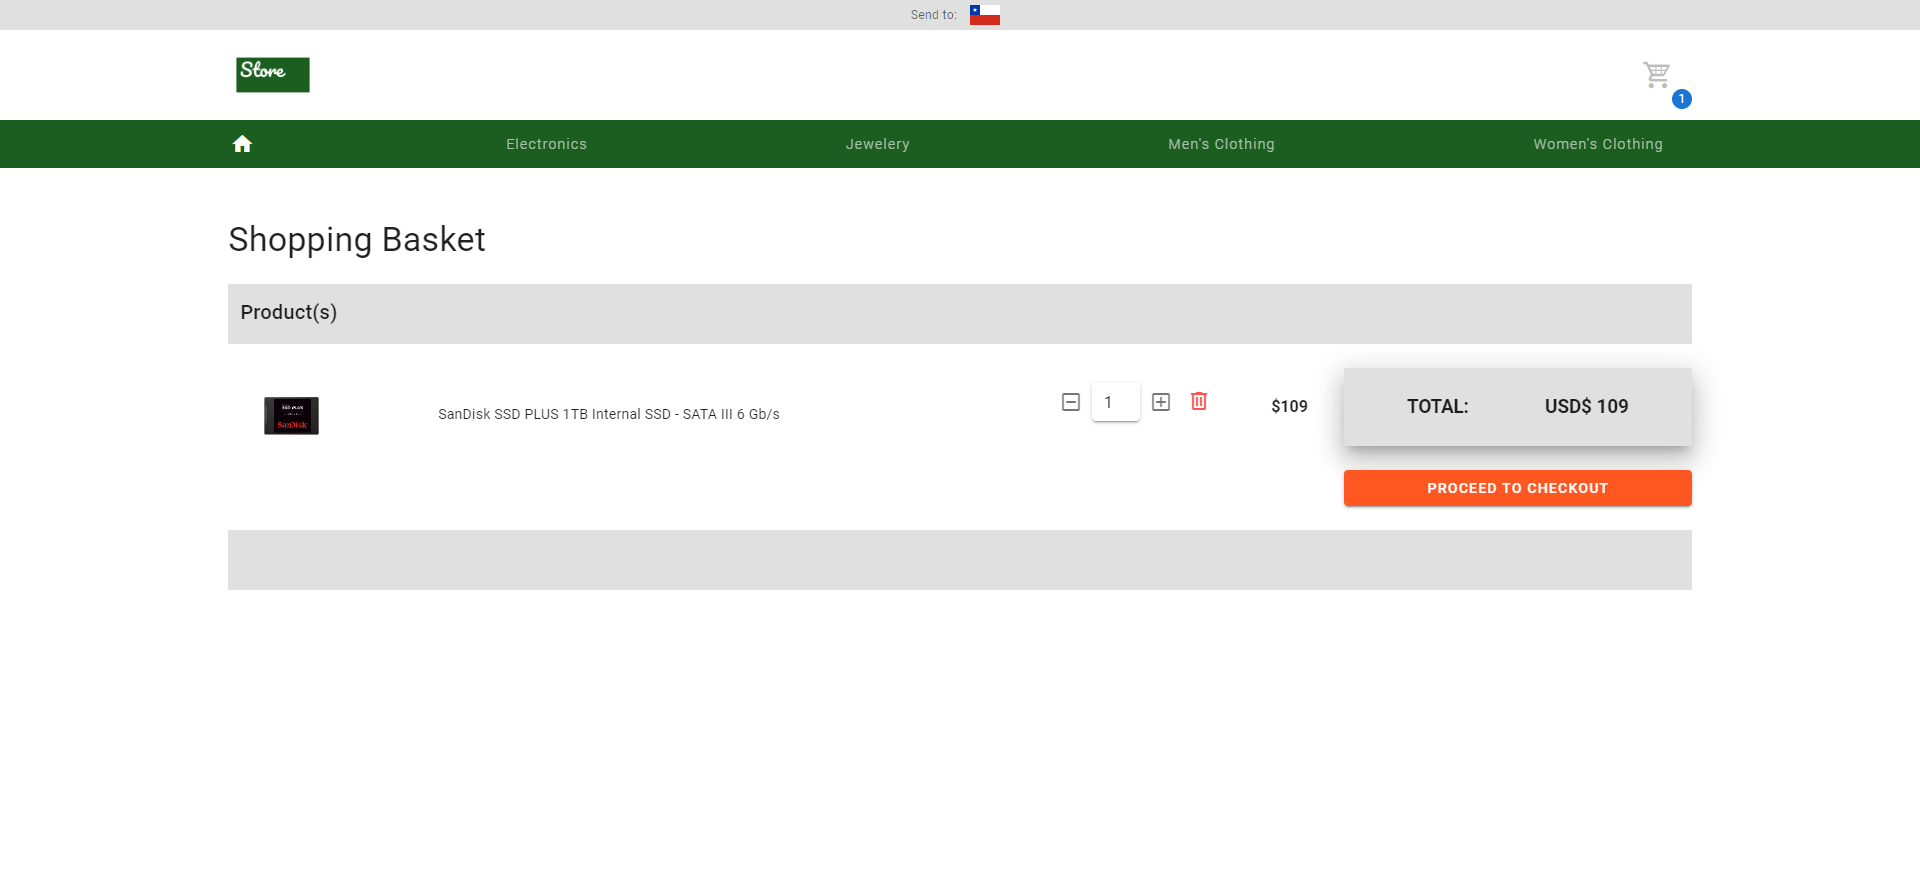 Send to:
Store
1
Electronics
Jewelery
Men's Clothing
Women's Clothing
Shopping Basket
Product(s)
SSD PLUS
SanDisk
SanDisk SSD PLUS 1TB Internal SSD - SATA III 6 Gb/s
1
$109
TOTAL:
USD$ 109
PROCEED TO CHECKOUT